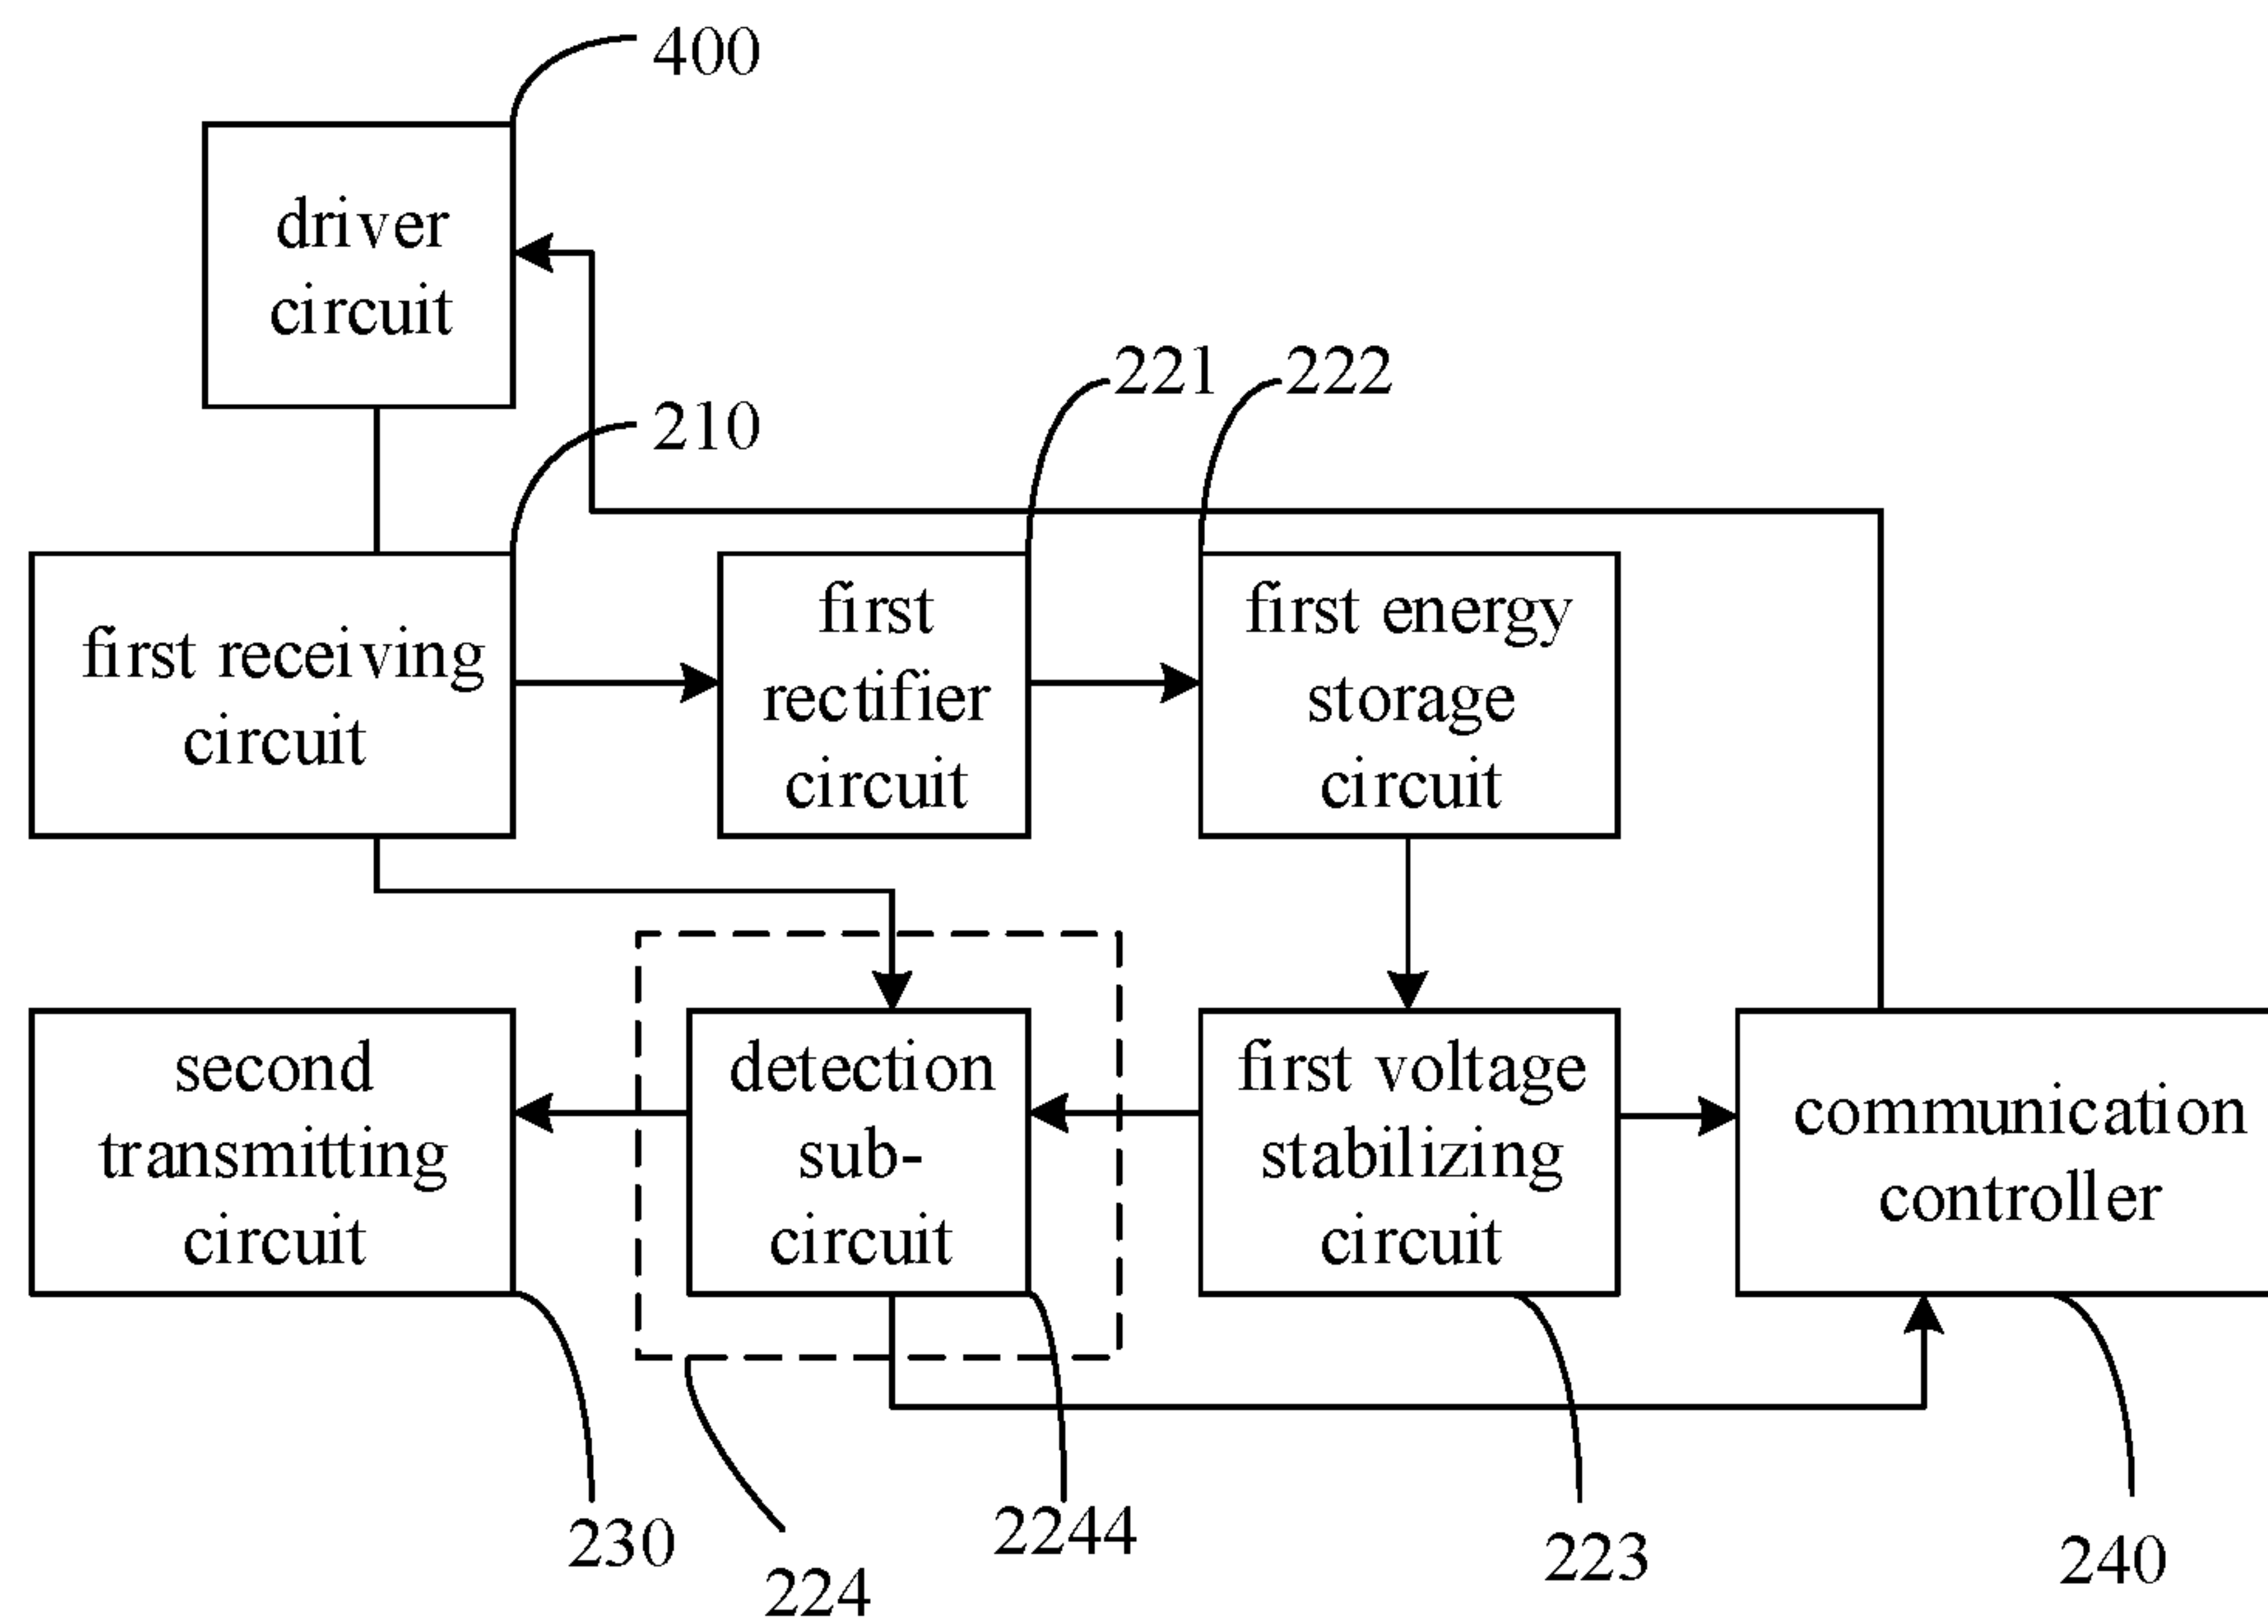 400
driver
circuit
210
221
222
first receiving
circuit
first
rectifier
circuit
first energy
storage
circuit
second
transmitting
circuit
detection
sub-
circuit
first voltage
stabilizing
circuit
communication
controller
230
224
2244
223
240